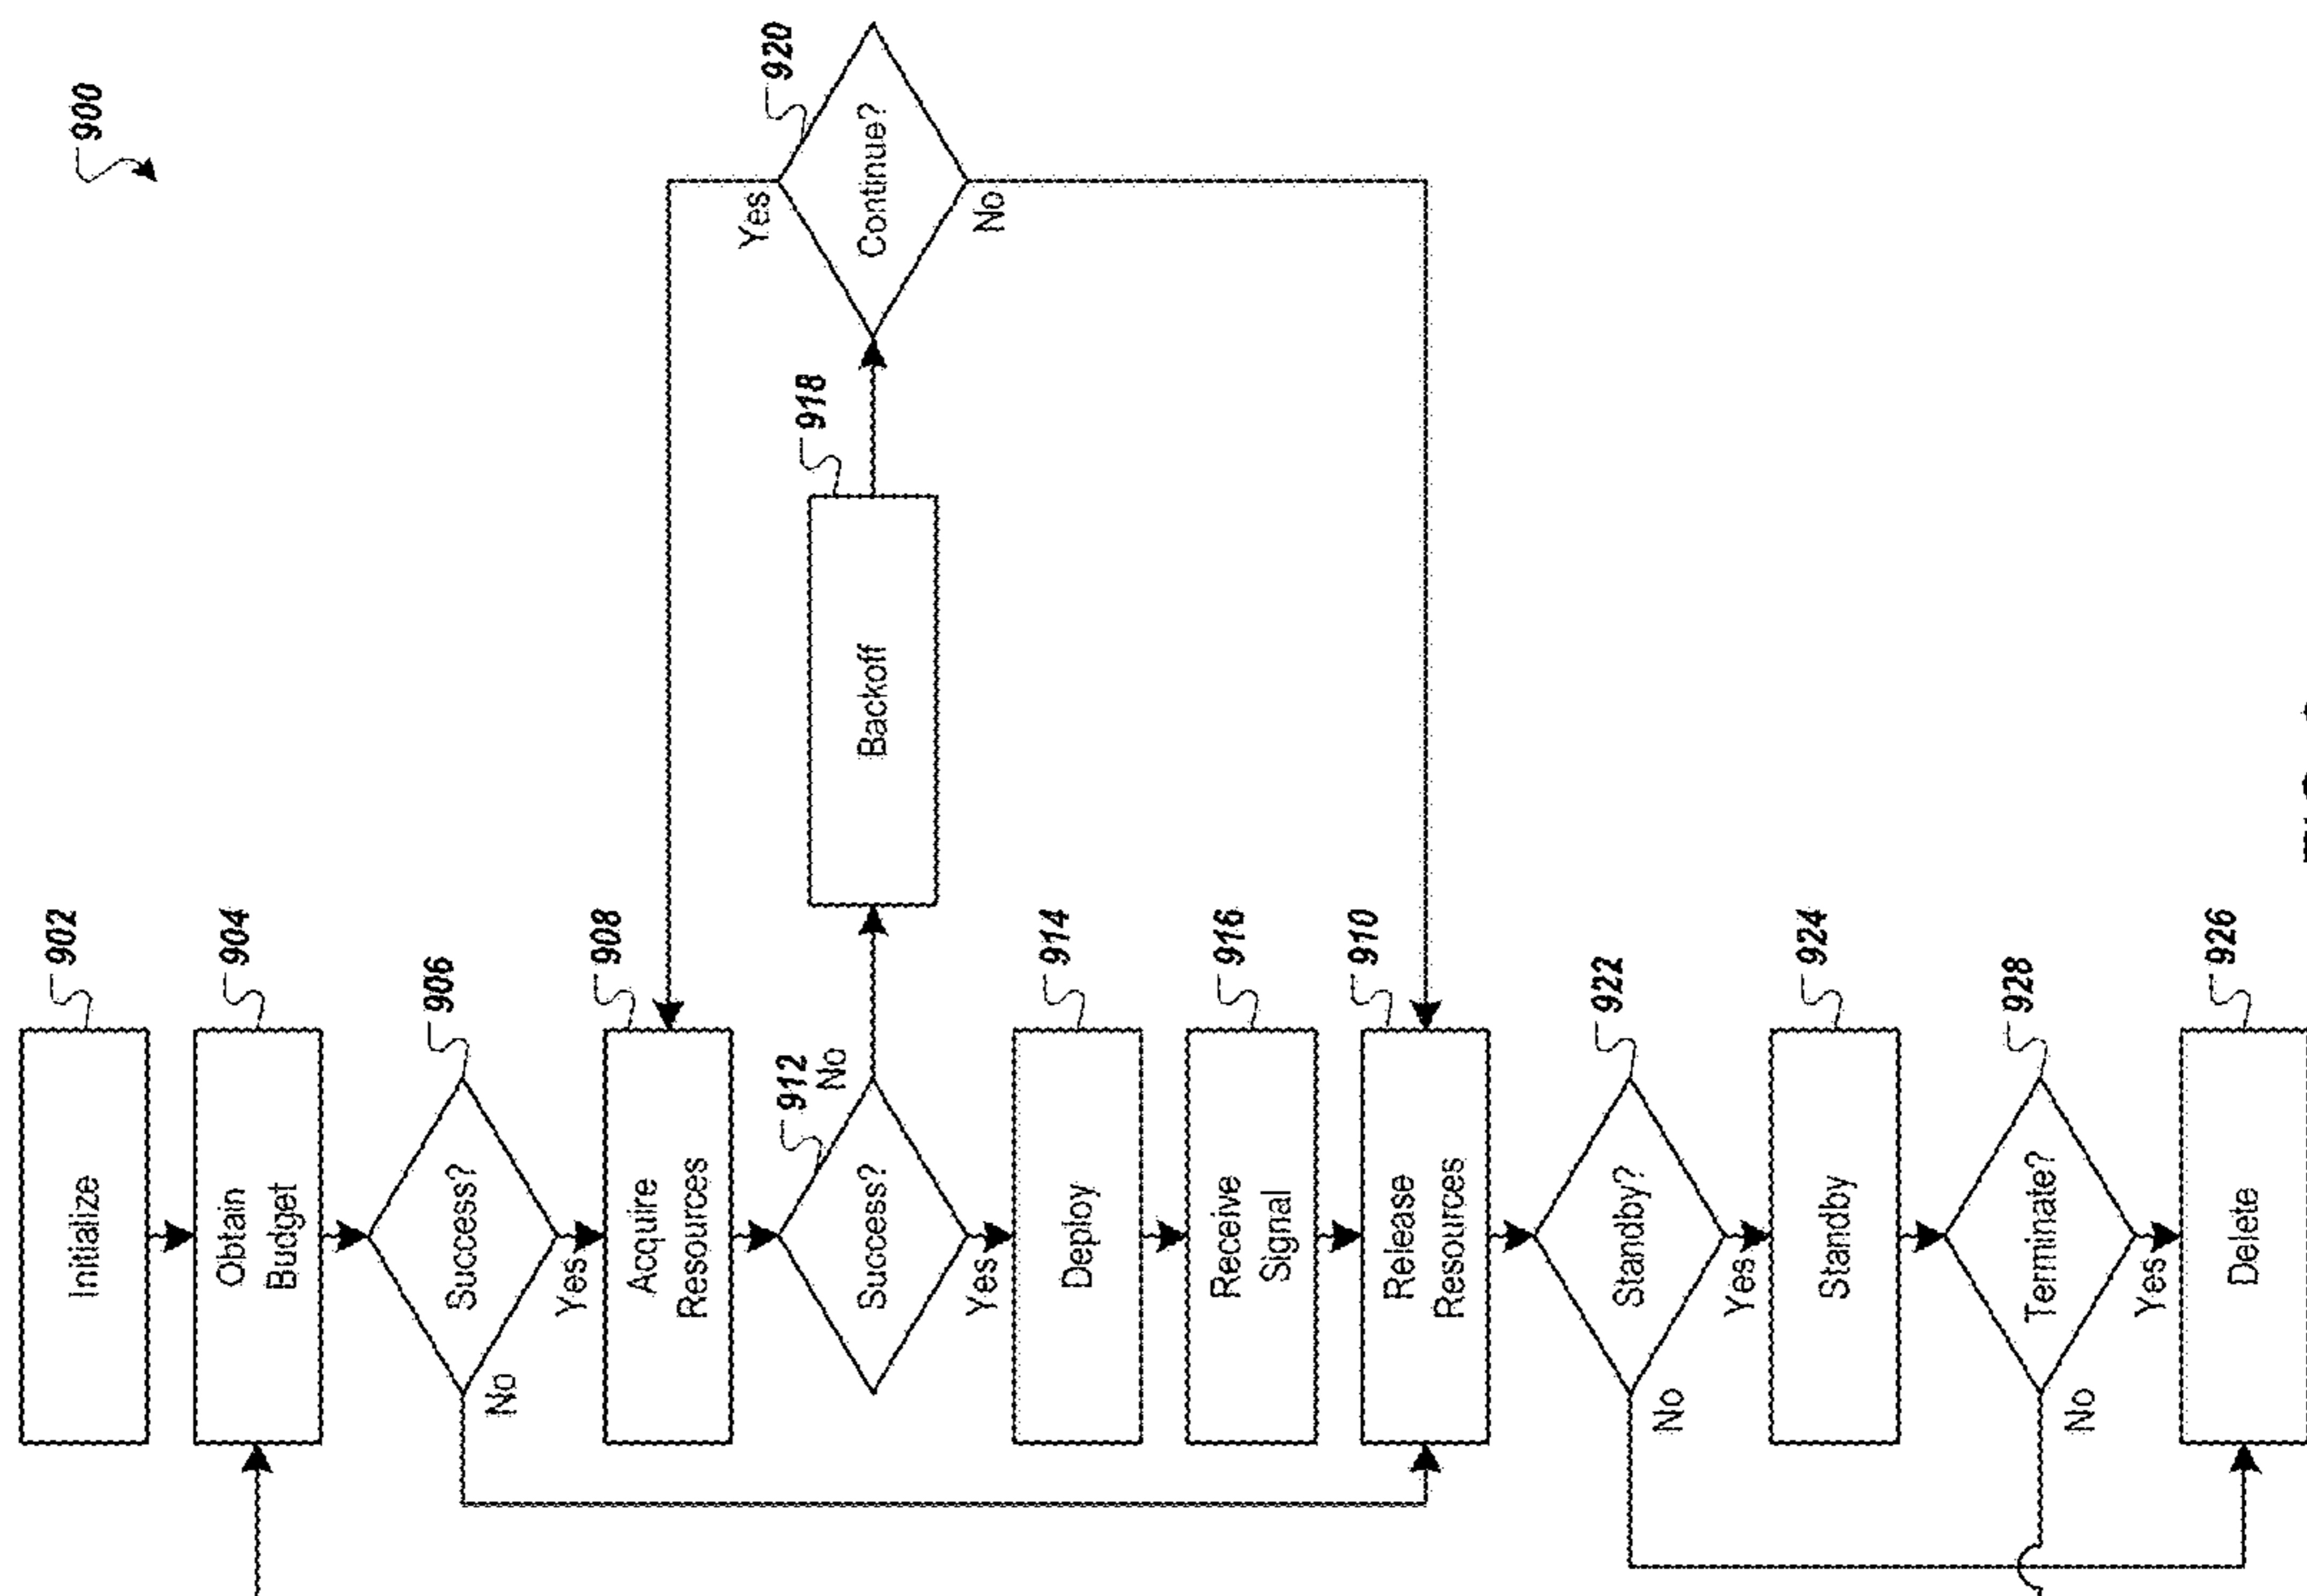 900
Initialize
902
Obtain
Budget
904
Success?
906
No
Yes
Acquire
Resources
908
Success?
912
No
Yes
Backoff
918
Continue?
920
Yes
No
Deploy
914
Receive
Signal
916
Release
Resources
910
Standby?
922
No
Yes
Standby
924
Terminate?
928
No
Yes
Delete
926